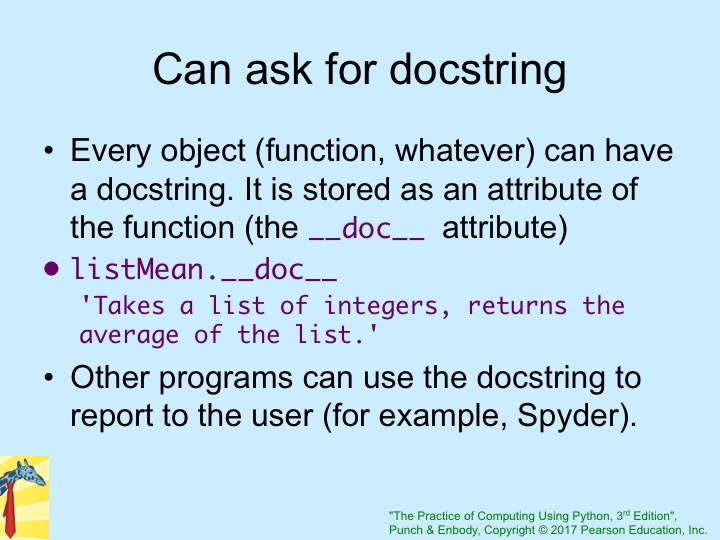 Can ask for docstring
• Every object (function, whatever) can have
a docstring. It is stored as an attribute of
the function (the __doc__ attribute)
• listMean.__doc__
'Takes a list of integers, returns the
average of the list.'
• Other programs can use the docstring to
report to the user (for example, Spyder).
"The Practice of Computing Using Python, 3rd Edition",
Punch & Enbody, Copyright © 2017 Pearson Education, Inc.